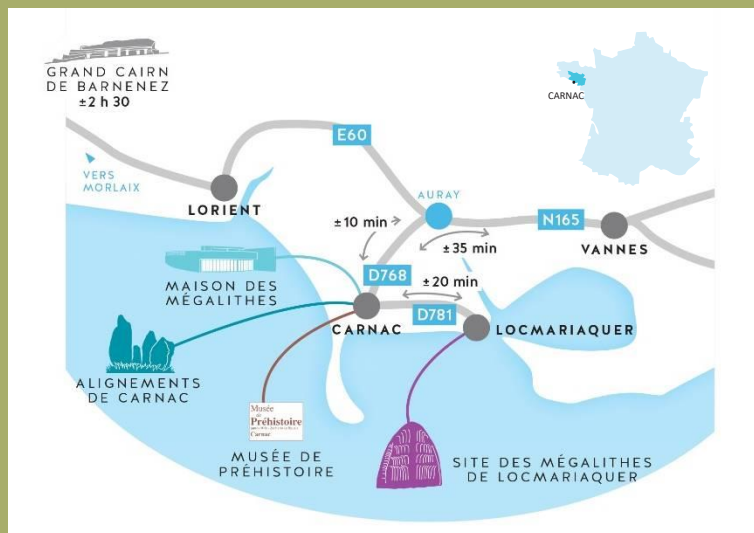 GRAND CAIRN
DE BARNENEZ
±2 h 30
CARNAC
E60
VERS
MORLAIX
AURAY
LORIENT
±10 min
N165
±35 min
VANNES
D768
±20 min
MAISON DES
MÉGALITHES
CARNAC
D781
LOCMARIAQUER
ALIGNEMENTS
DE CARNAC
Musée
de
Préhistoire
Carnac
MUSÉE DE
PRÉHISTOIRE
SITE DES MÉGALITHES
DE LOCMARIAQUER